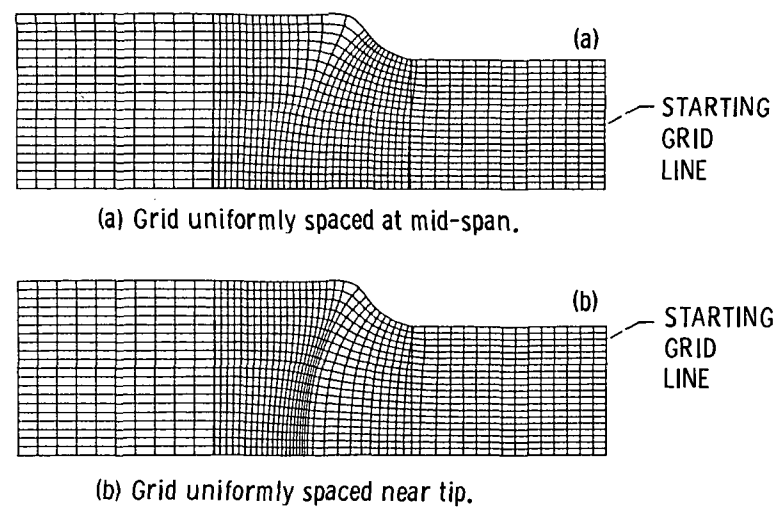 (a)
STARTING
GRID
LINE
(a) Grid uniformly spaced at mid-span.
(b)
STARTING
GRID
LINE
(b) Grid uniformly spaced near tip.